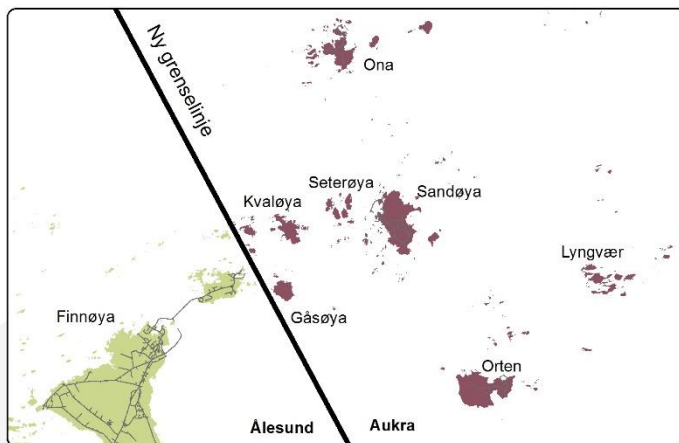 Ny grenselinje
Ona
Seterøya
Sandøya
Kvaløya
Lyngvær
Finnøya
Gåsøya
Orten
Ålesund
Aukra